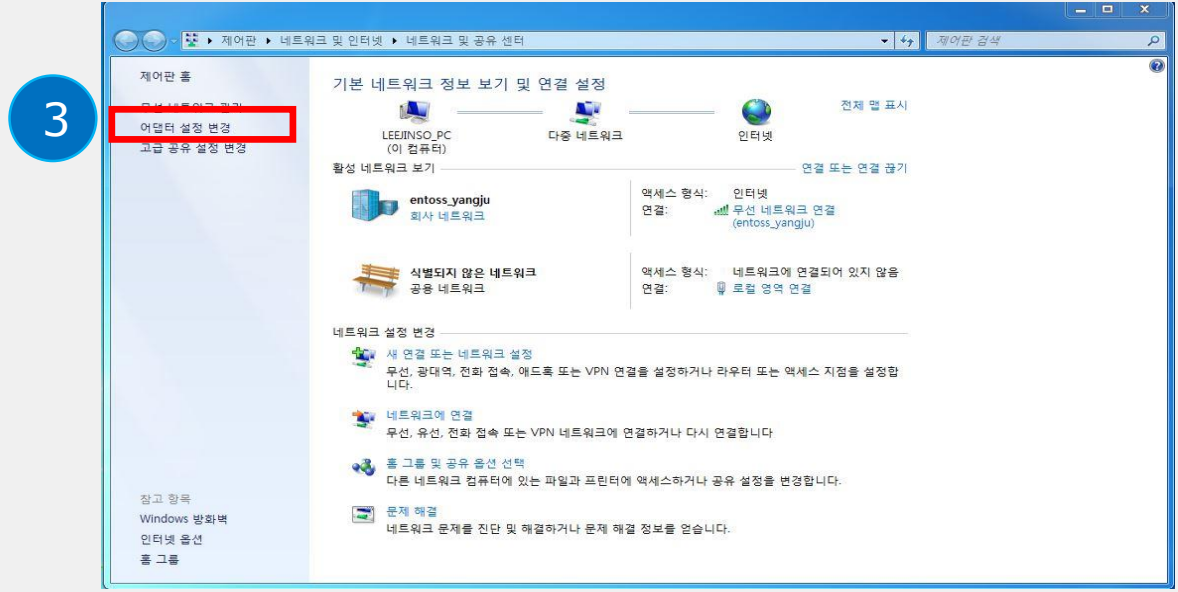 제어판 ▸ 네트워크 및 인터넷 ▸ 네트워크 및 공유 센터
제어판 검색
3
제어판 홈
무선 네트워크 관리
어댑터 설정 변경
고급 공유 설정 변경
기본 네트워크 정보 보기 및 연결 설정
전체 맵 표시
LEEJINSO_PC
(이 컴퓨터)
다중 네트워크
인터넷
활성 네트워크 보기
연결 또는 연결 끊기
entoss_yangju
회사 네트워크
액세스 형식: 인터넷
연결: 무선 네트워크 연결
(entoss_yangju)
식별되지 않은 네트워크
공용 네트워크
액세스 형식: 네트워크에 연결되어 있지 않음
연결: 로컬 영역 연결
네트워크 설정 변경
새 연결 또는 네트워크 설정
무선, 광대역, 전화 접속, 애드혹 또는 VPN 연결을 설정하거나 라우터 또는 액세스 지점을 설정합
니다.
네트워크에 연결
무선, 유선, 전화 접속 또는 VPN 네트워크에 연결하거나 다시 연결합니다
홈 그룹 및 공유 옵션 선택
다른 네트워크 컴퓨터에 있는 파일과 프린터에 액세스하거나 공유 설정을 변경합니다.
문제 해결
네트워크 문제를 진단 및 해결하거나 문제 해결 정보를 얻습니다.
참고 항목
Windows 방화벽
인터넷 옵션
홈 그룹